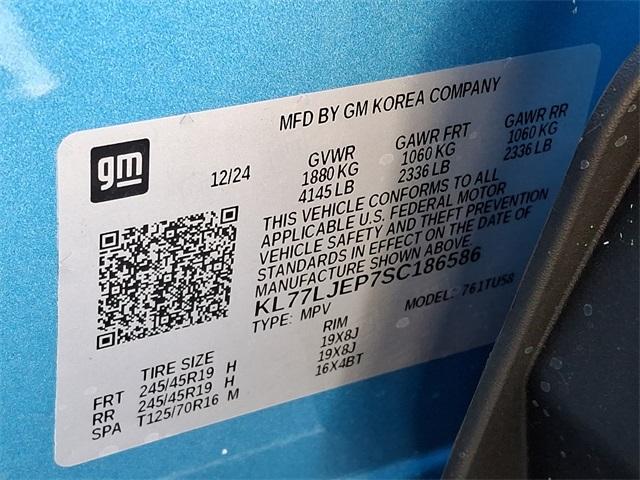 MFD BY GM KOREA COMPANY
gm
12/24
GVWR GAWR FRT GAWR RR
1880 KG 1060 KG 1060 KG
4145 LB 2336 LB 2336 LB
THIS VEHICLE CONFORMS TO ALL
APPLICABLE U.S. FEDERAL MOTOR
VEHICLE SAFETY AND THEFT PREVENTION
STANDARDS IN EFFECT ON THE DATE OF
MANUFACTURE SHOWN ABOVE.
KL77LJEP7SC186586
TYPE: MPV MODEL: 761TU58
TIRE SIZE RIM
FRT 245/45R19 H 19X8J
RR 245/45R19 H 19X8J
SPA T125/70R16 M 16X4BT